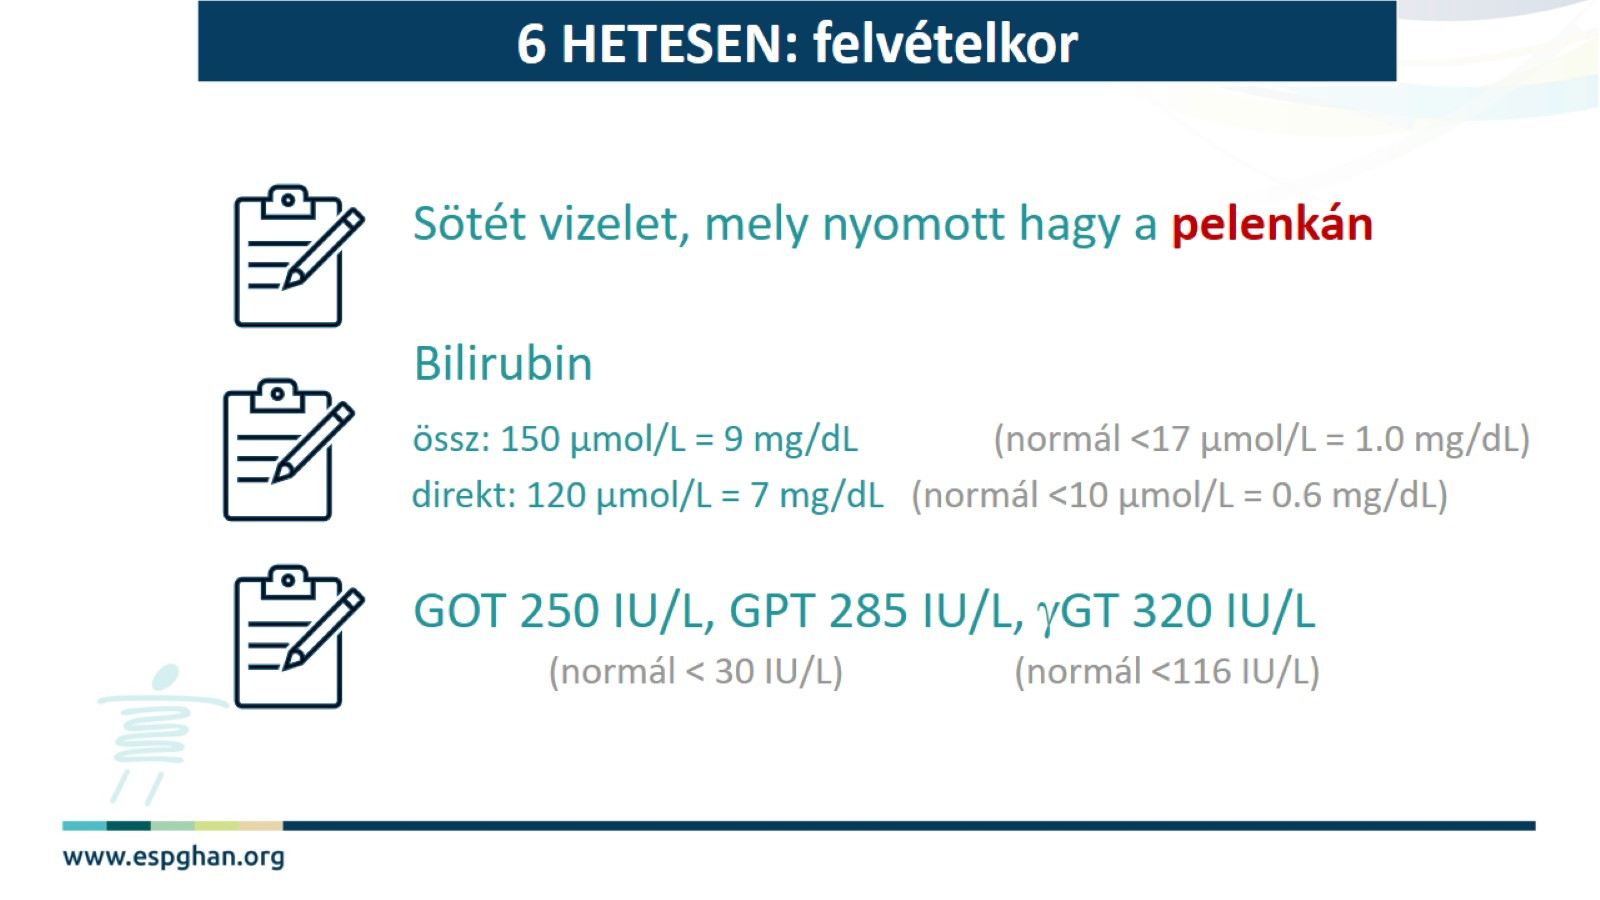 6 HETESEN: felvételkor
Sötét vizelet, mely nyomott hagy a pelenkán
Bilirubin
össz: 150 µmol/L = 9 mg/dL (normál <17 µmol/L = 1.0 mg/dL)
direkt: 120 µmol/L = 7 mg/dL (normál <10 µmol/L = 0.6 mg/dL)
GOT 250 IU/L, GPT 285 IU/L, γGT 320 IU/L
(normál < 30 IU/L) (normál <116 IU/L)
www.espghan.org